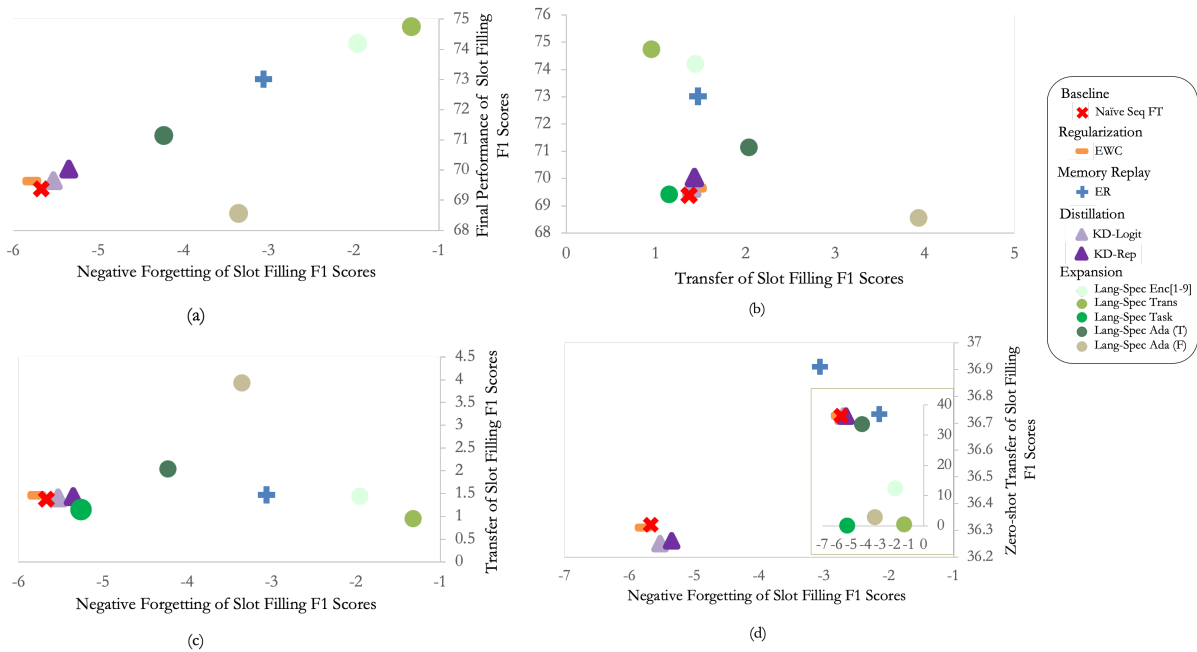 75
74
73
72
71
70
69
68
-6
-5
-4
-3
-2
-1
Final Performance of Slot Filling
F1 Scores
Negative Forgetting of Slot Filling F1 Scores
(a)
76
75
74
73
72
71
70
69
68
0
1
2
3
4
5
Transfer of Slot Filling F1 Scores
(b)
Baseline
Naïve Seq FT
Regularization
EWC
Memory Replay
ER
Distillation
KD-Logit
KD-Rep
Expansion
Lang-Spec Enc[1-9]
Lang-Spec Trans
Lang-Spec Task
Lang-Spec Ada (T)
Lang-Spec Ada (F)
4.5
4
3.5
3
2.5
2
1.5
1
0.5
0
-6
-5
-4
-3
-2
-1
Transfer of Slot Filling F1 Scores
Negative Forgetting of Slot Filling F1 Scores
(c)
37
36.9
36.8
36.7
36.6
36.5
36.4
36.3
36.2
-7
-6
-5
-4
-3
-2
-1
40
30
20
10
0
-7 -6 -5 -4 -3 -2 -1 0
Zero-shot Transfer of Slot Filling
F1 Scores
Negative Forgetting of Slot Filling F1 Scores
(d)